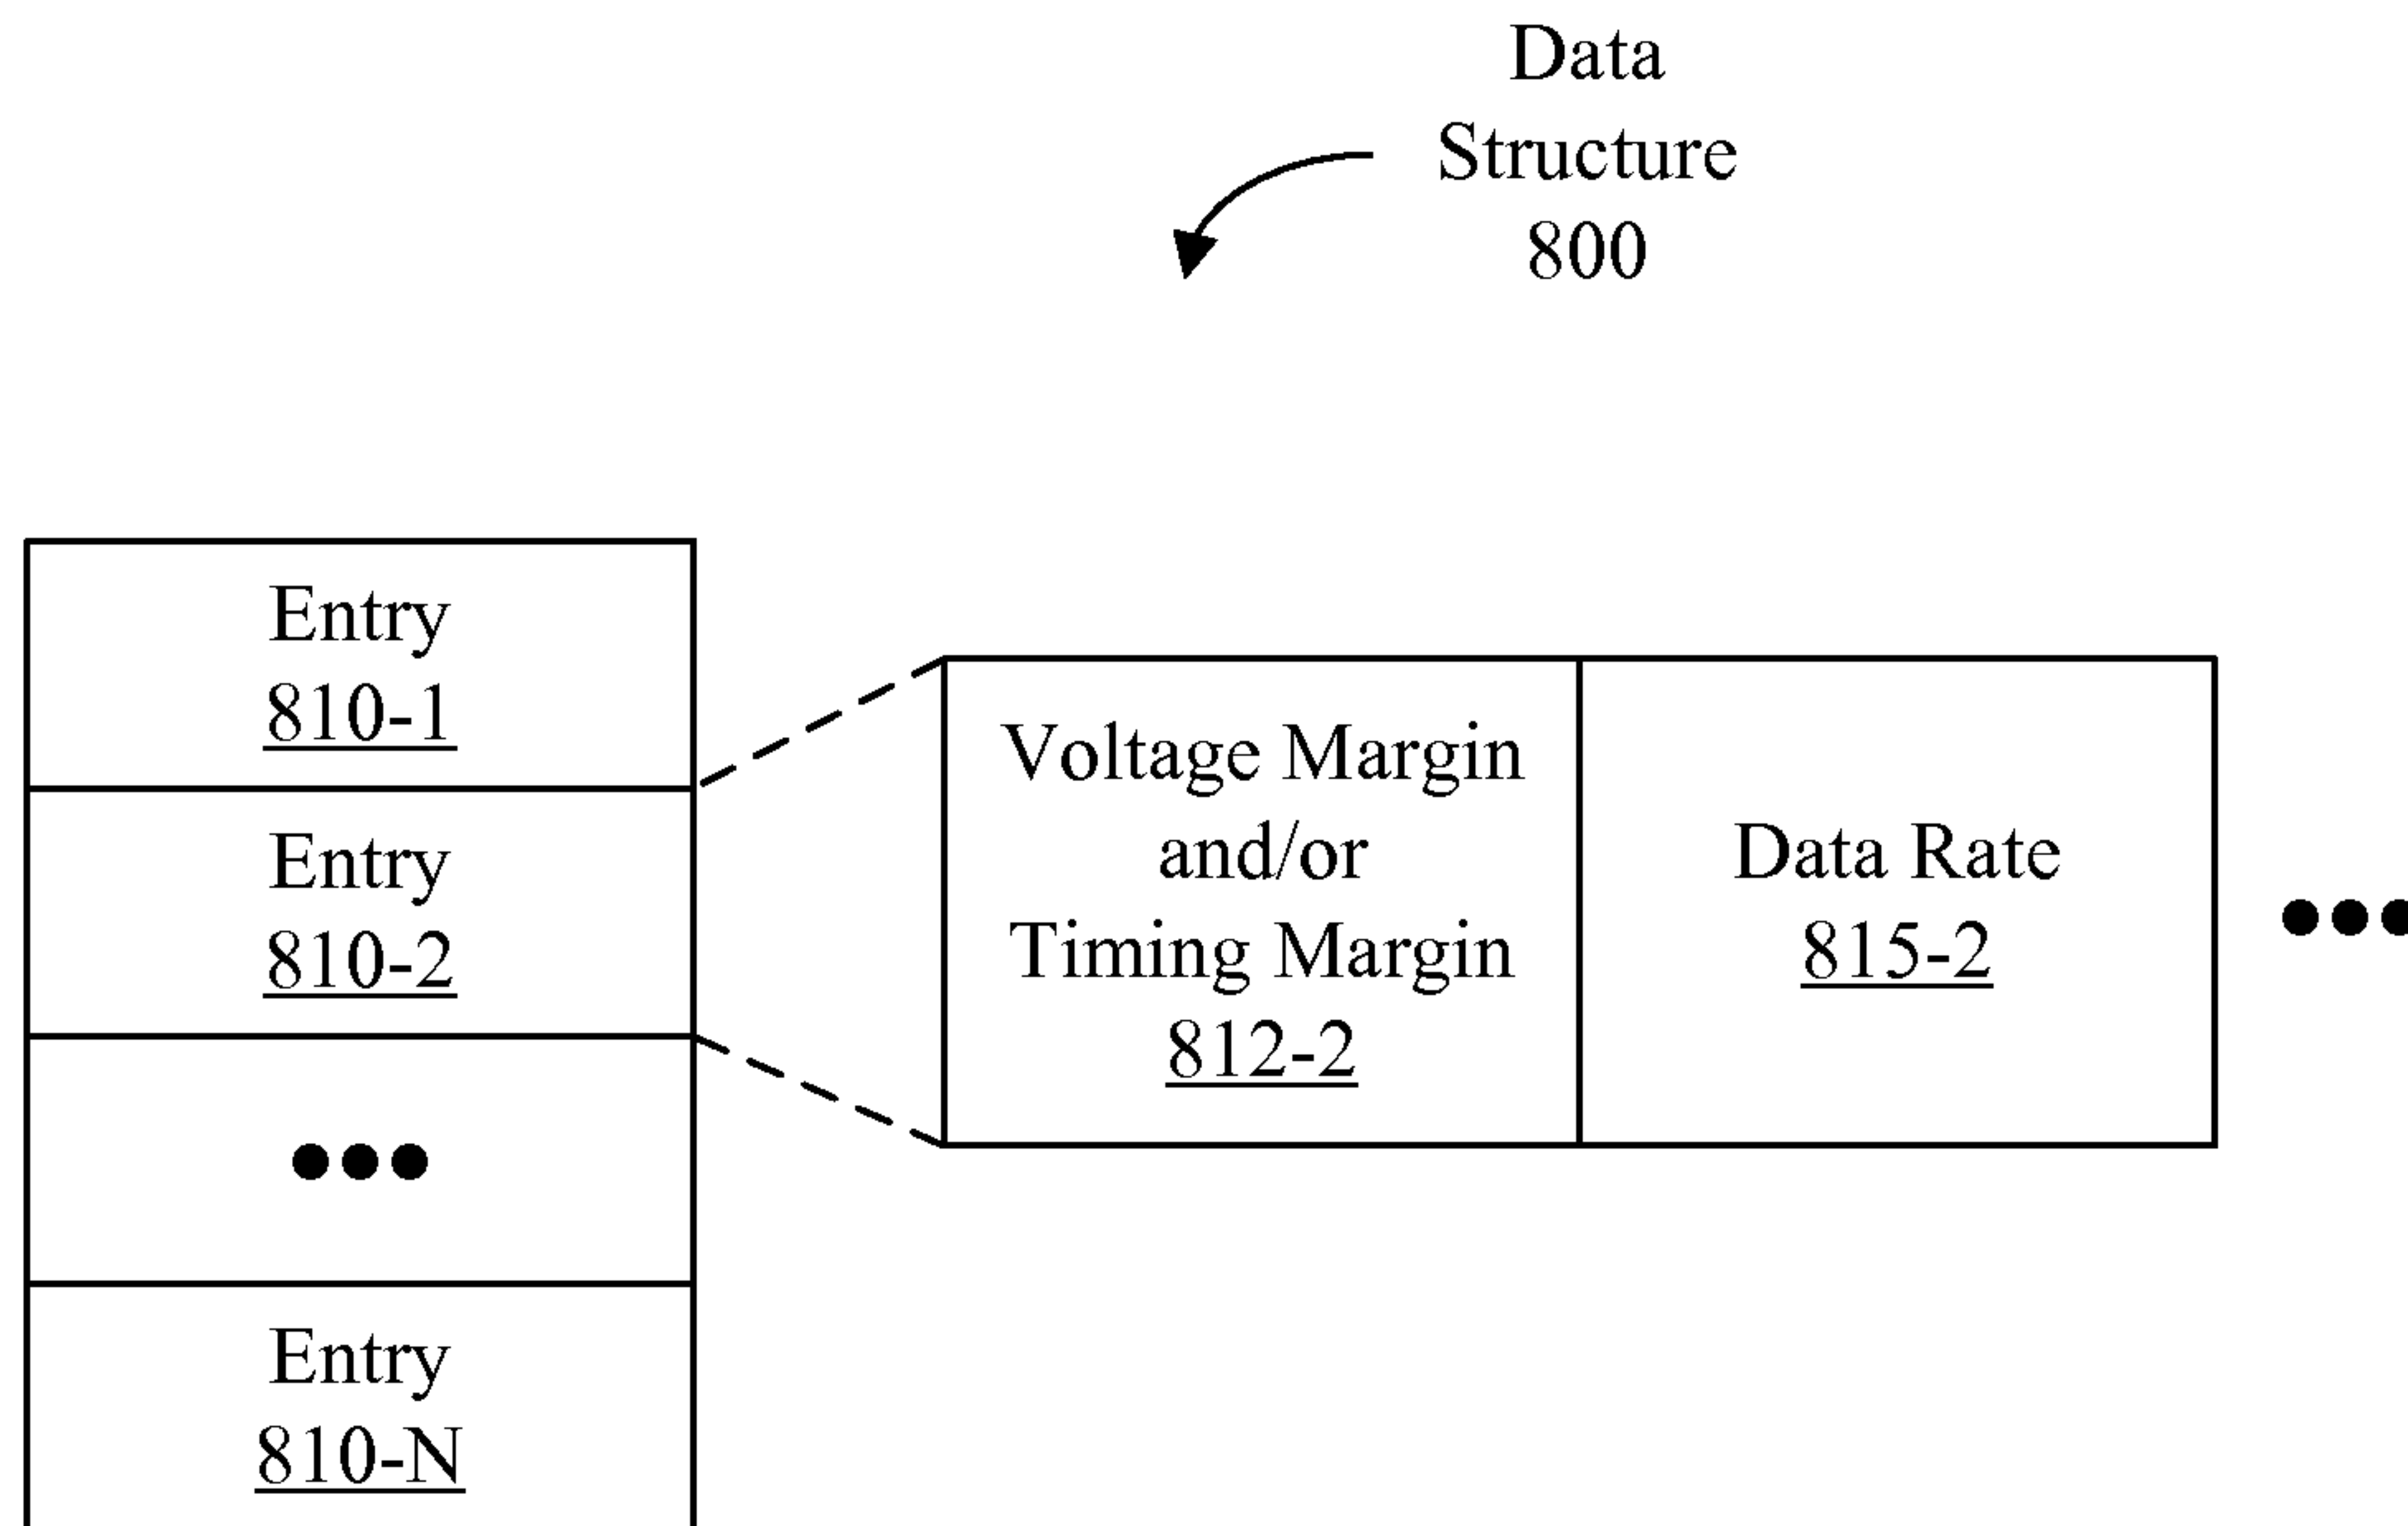 Data
Structure
800
Entry
810-1
Entry
810-2
●●●
Entry
810-N
Voltage Margin
and/or
Timing Margin
812-2
Data Rate
815-2
●●●